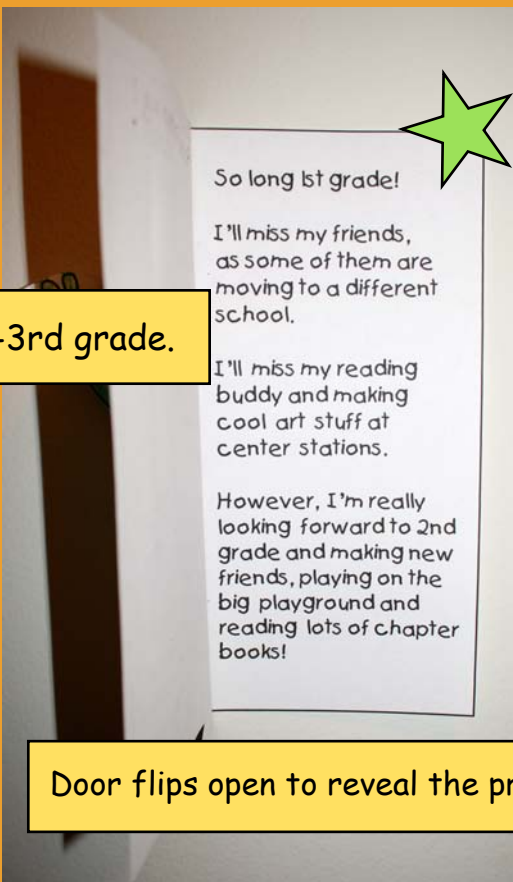 So long 1st grade!
I'll miss my friends,
as some of them are
moving to a different
school.
-3rd grade.
I'll miss my reading
buddy and making
cool art stuff at
center stations.
However, I'm really
looking forward to 2nd
grade and making new
friends, playing on the
big playground and
reading lots of chapter
books!
Door flips open to reveal the